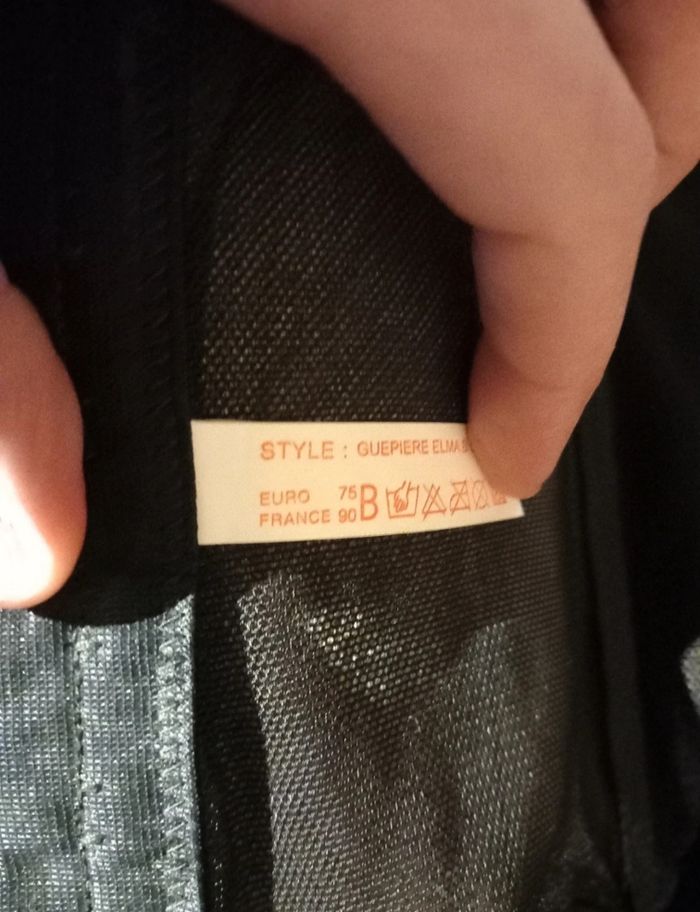 STYLE : GUEPIERE ELMA
EURO 75 B
FRANCE 90